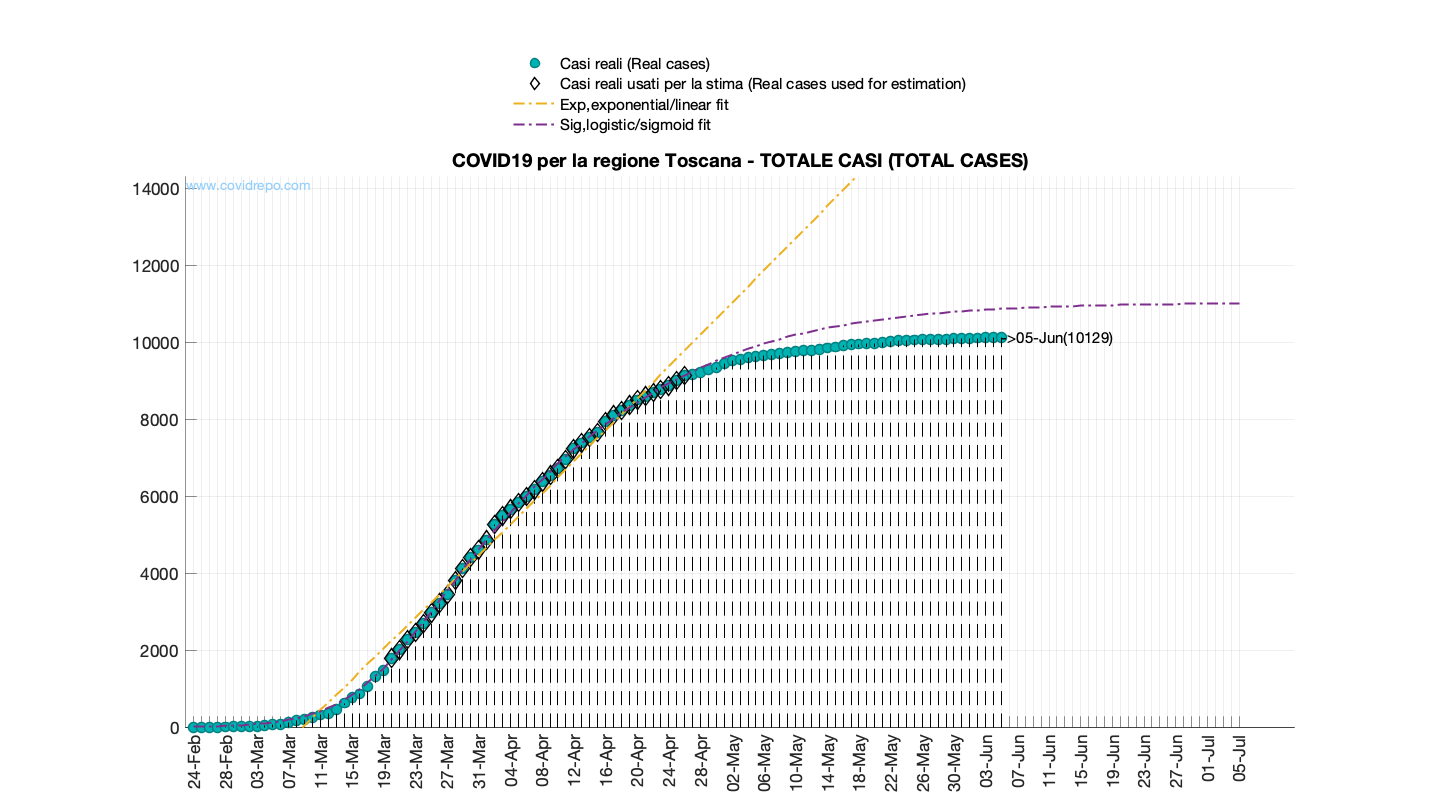 Casi reali (Real cases)
Casi reali usati per la stima (Real cases used for estimation)
Exp,exponential/linear fit
Sig,logistic/sigmoid fit
COVID19 per la regione Toscana - TOTALE CASI (TOTAL CASES)
www.covidrepo.com
14000
12000
10000
8000
6000
4000
2000
0
->05-Jun(10129)
24-Feb
28-Feb
03-Mar
07-Mar
11-Mar
15-Mar
19-Mar
23-Mar
27-Mar
31-Mar
04-Apr
08-Apr
12-Apr
16-Apr
20-Apr
24-Apr
28-Apr
02-May
06-May
10-May
14-May
18-May
22-May
26-May
30-May
03-Jun
07-Jun
11-Jun
15-Jun
19-Jun
23-Jun
27-Jun
01-Jul
05-Jul